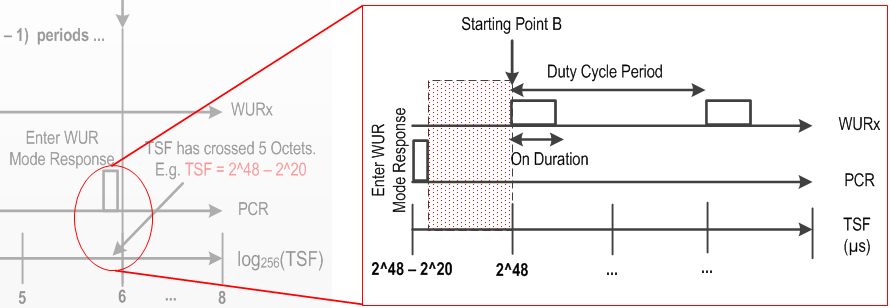 – 1) periods ...
WURx
Enter WUR
Mode Response
TSF has crossed 5 Octets.
E.g. TSF = 2^48 – 2^20
PCR
log256(TSF)
5
6
...
8
Starting Point B
Duty Cycle Period
WURx
On Duration
Enter WUR
Mode Response
PCR
TSF
(µs)
2^48 – 2^20
2^48
...
...